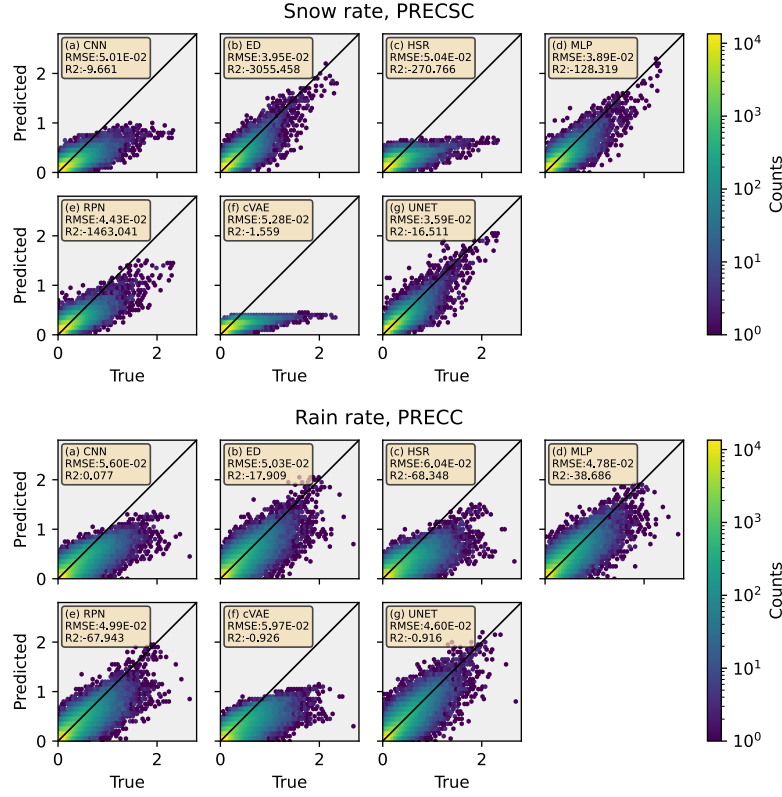 Snow rate, PRECSC
(a) CNN
RMSE:5.01E-02
R2:-9.661
(b) ED
RMSE:3.95E-02
R2:-3055.458
(c) HSR
RMSE:5.04E-02
R2:-270.766
(d) MLP
RMSE:3.89E-02
R2:-128.319
Predicted
2
1
0
(e) RPN
RMSE:4.43E-02
R2:-1463.041
(f) cVAE
RMSE:5.28E-02
R2:-1.559
(g) UNET
RMSE:3.59E-02
R2:-16.511
Predicted
2
1
0
0 2
0 2
0 2
True
True
True
10^4
10^3
10^2
10^1
10^0
Counts
Rain rate, PRECC
(a) CNN
RMSE:5.60E-02
R2:0.077
(b) ED
RMSE:5.03E-02
R2:-17.909
(c) HSR
RMSE:6.04E-02
R2:-68.348
(d) MLP
RMSE:4.78E-02
R2:-38.686
Predicted
2
1
0
(e) RPN
RMSE:4.99E-02
R2:-67.943
(f) cVAE
RMSE:5.97E-02
R2:-0.926
(g) UNET
RMSE:4.60E-02
R2:-0.916
Predicted
2
1
0
0 2
0 2
0 2
True
True
True
10^4
10^3
10^2
10^1
10^0
Counts